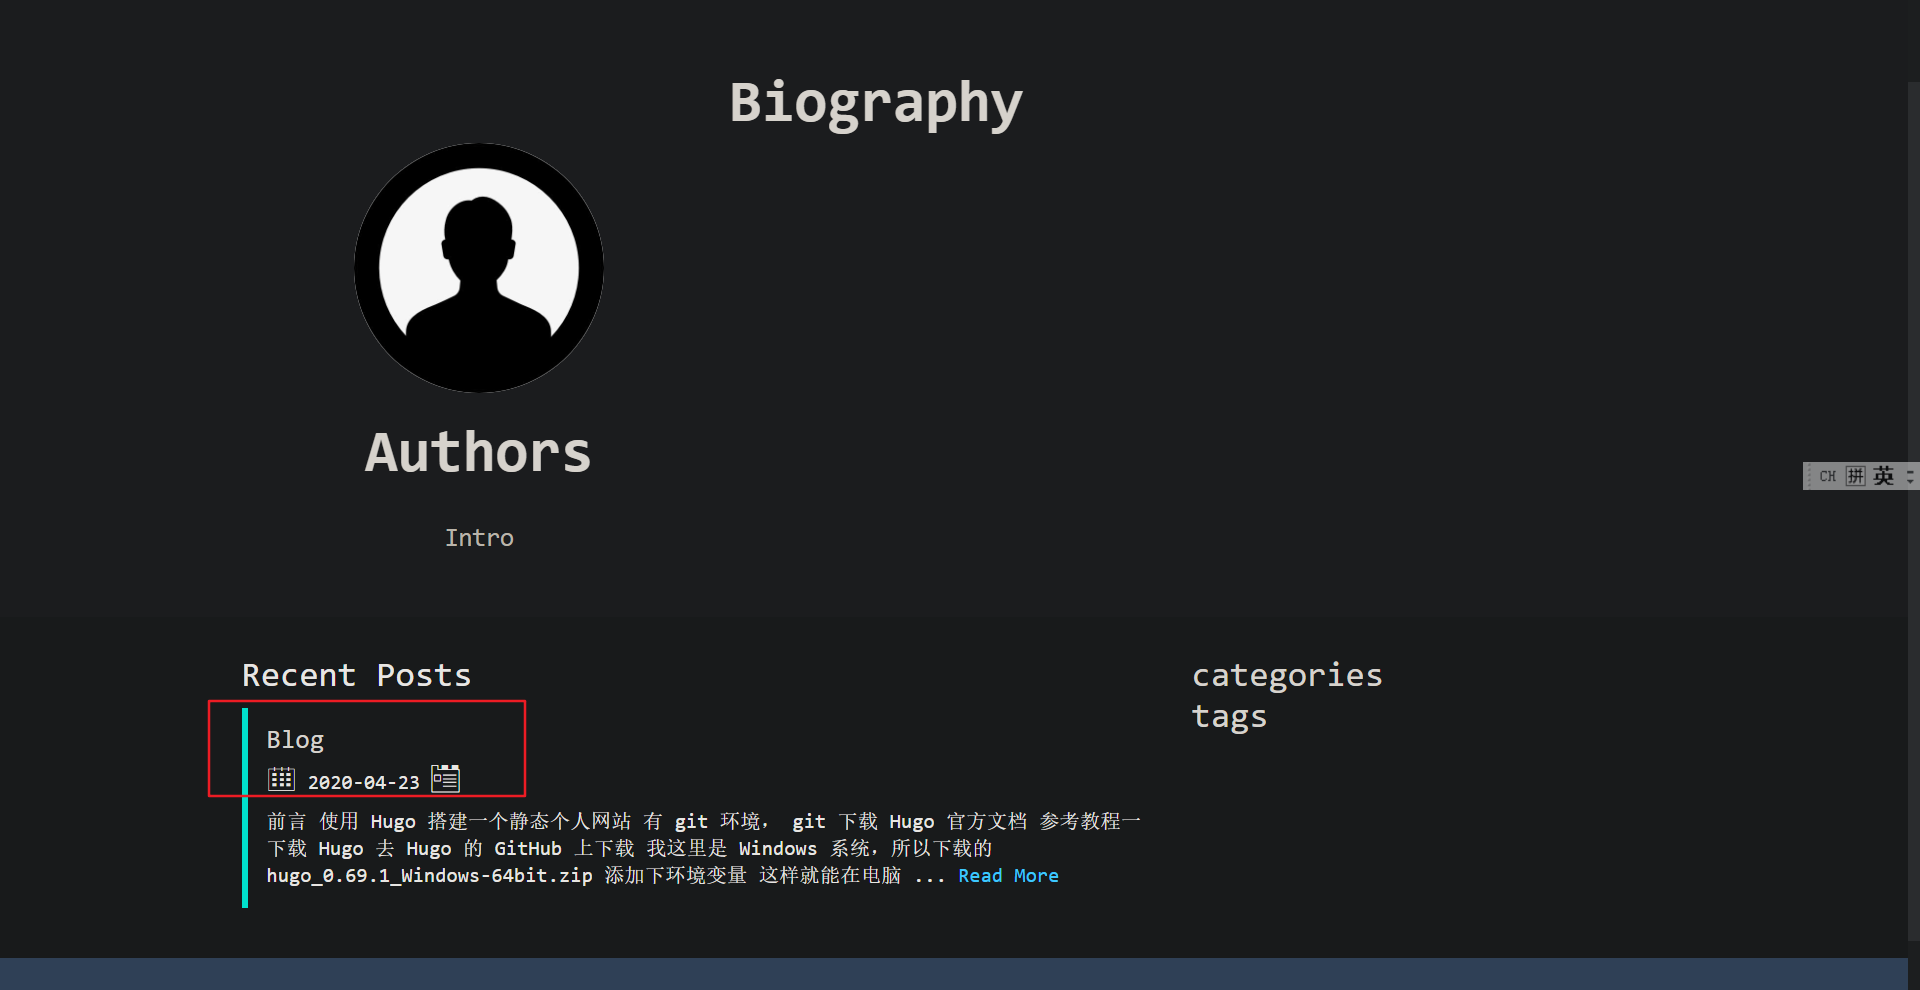 Biography
Authors
Intro
Recent Posts
Blog
2020-04-23
前言 使用 Hugo 搭建一个静态个人网站 有 git 环境， git 下载 Hugo 官方文档 参考教程一
下载 Hugo 去 Hugo 的 GitHub 上下载 我这里是 Windows 系统，所以下载的
hugo_0.69.1_Windows-64bit.zip 添加下环境变量 这样就能在电脑 ... Read More
categories
tags
CH 拼 英